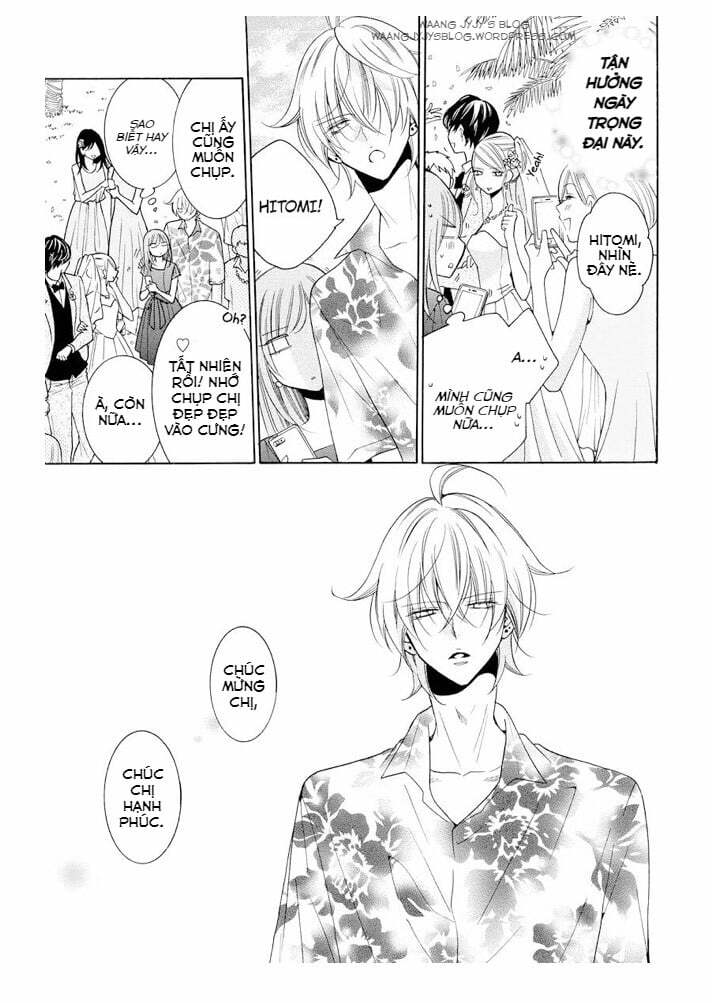 WAANG JYJY'S BLOG
WAANGJYJYSBLOG.WORDPRESS.COM
TẬN
HƯỞNG
NGÀY
TRỌNG
ĐẠI NÀY.
Yeah!
HITOMI,
NHÌN
ĐÂY NÈ.
A...
MÌNH CŨNG
MUỐN CHỤP
NỮA...
HITOMI!
CHỊ ẤY
CŨNG
MUỐN
CHỤP.
SAO
BIẾT HAY
VẬY...
Oh?
♡
TẤT NHIÊN
RỒI! NHỚ
CHỤP CHỊ
ĐẸP ĐẸP
VÀO CƯNG!
À, CÒN
NỮA...
CHÚC
MỪNG
CHỊ,
CHÚC
CHỊ
HẠNH
PHÚC.